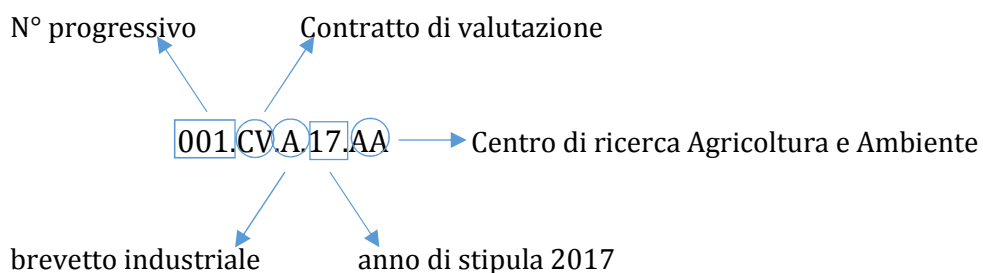 N° progressivo Contratto di valutazione
001.CV.A.17.AA Centro di ricerca Agricoltura e Ambiente
brevetto industriale anno di stipula 2017